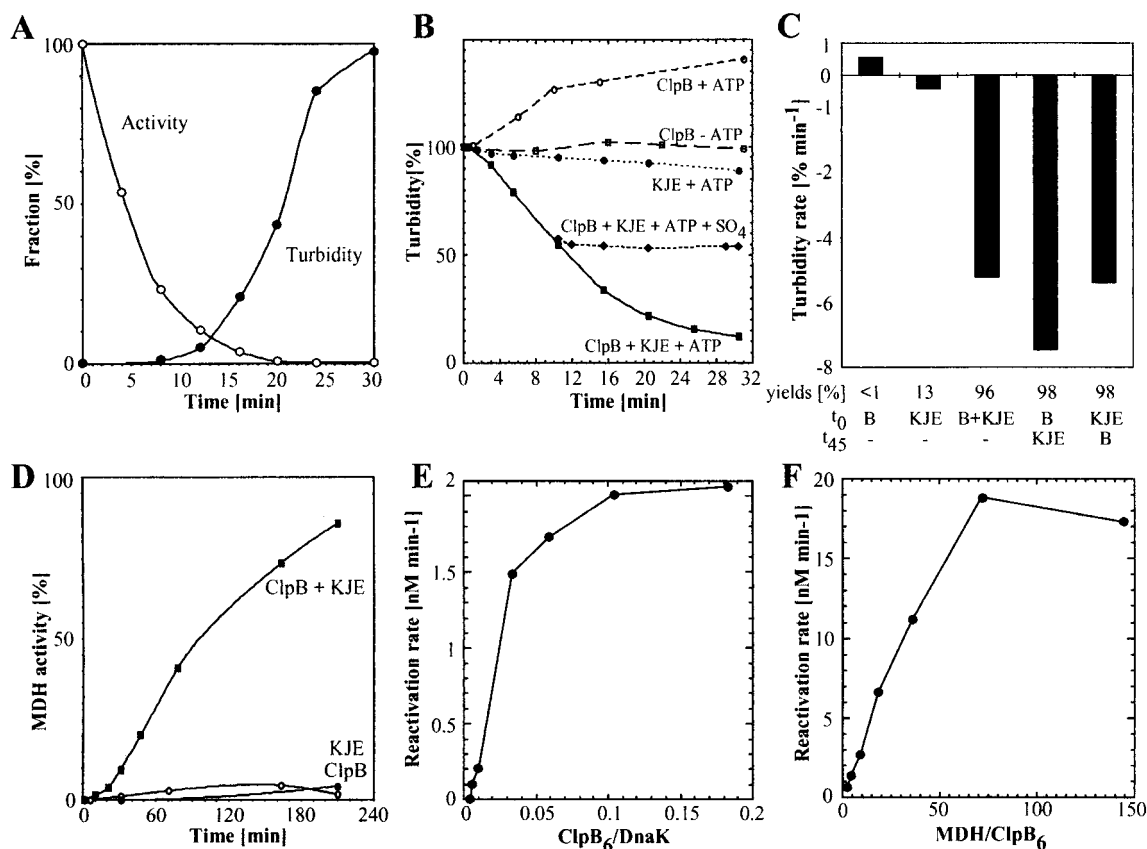 A
100
50
0
Fraction [%]
Activity
Turbidity
0 5 10 15 20 25 30
Time [min]
B
100
50
0
Turbidity[%]
ClpB + ATP
ClpB - ATP
KJE + ATP
ClpB + KJE + ATP + SO4
ClpB + KJE + ATP
0 4 8 12 16 20 24 28 32
Time [min]
C
1
0
-1
-2
-4
-6
-8
Turbidity rate [% min-1]
yields [%] <1 13 96 98 98
t0 B KJE B+KJE B KJE
t45 - - - KJE B
D
100
50
0
MDH activity [%]
ClpB + KJE
KJE
ClpB
0 60 120 180 240
Time [min]
E
2
1.5
1
0.5
0
Reactivation rate [nM min-1]
0 0.05 0.1 0.15 0.2
ClpB6/DnaK
F
20
15
10
5
0
Reactivation rate [nM min-1]
0 50 100 150
MDH/ClpB6